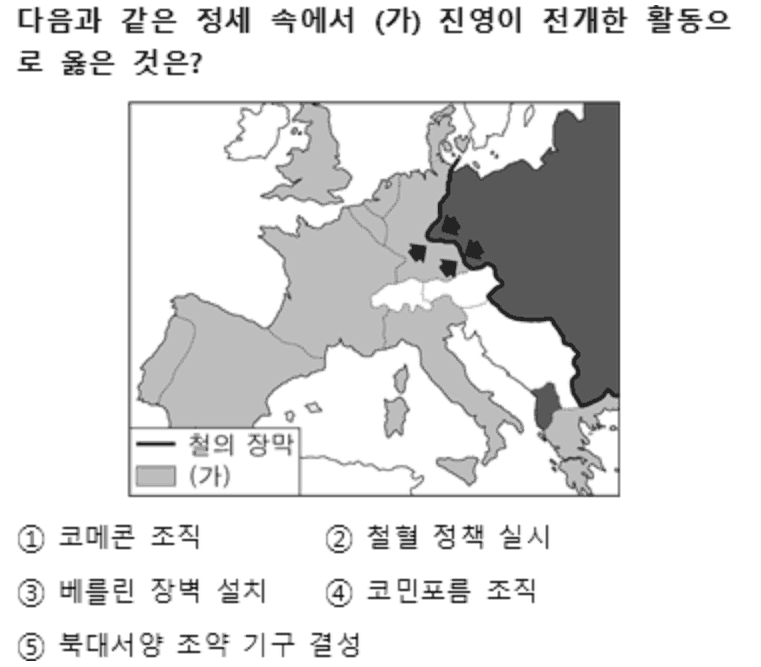 다음과 같은 정세 속에서 (가) 진영이 전개한 활동으
로 옳은 것은?
철의 장막
(가)
① 코메콘 조직 ② 철혈 정책 실시
③ 베를린 장벽 설치 ④ 코민포름 조직
⑤ 북대서양 조약 기구 결성